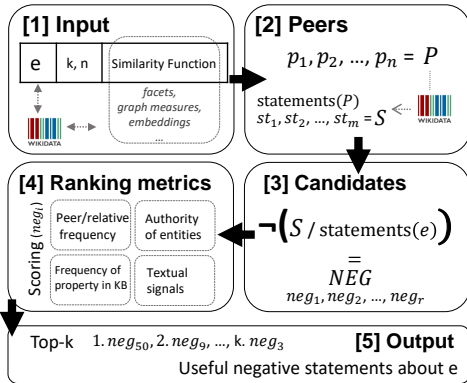 [1] Input
e
k, n
Similarity Function
facets,
graph measures,
embeddings
...
WIKIDATA
[2] Peers
p₁, p₂, ..., pₙ = P
statements(P)
st₁, st₂, ..., stₘ = S
WIKIDATA
[3] Candidates
¬(S / statements(e))
=
NEG
neg₁, neg₂, ..., negᵣ
[4] Ranking metrics
Scoring (negᵢ)
Peer/relative
frequency
Authority
of entities
Frequency of
property in KB
Textual
signals
[5] Output
Top-k 1. neg₅₀, 2. neg₉, ..., k. neg₃
Useful negative statements about e